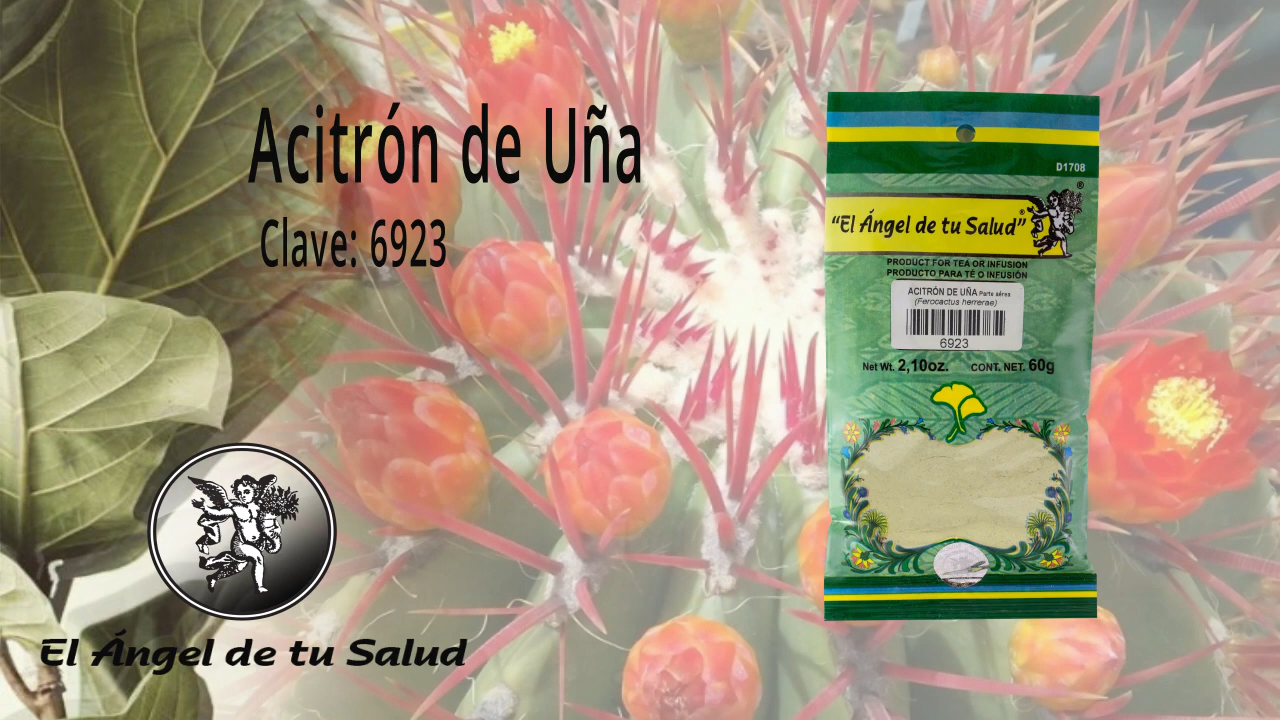 Acitrón de Uña
Clave: 6923
D1708
®
“El Ángel de tu Salud”®
PRODUCT FOR TEA OR INFUSION
PRODUCTO PARA TÉ O INFUSIÓN
ACITRÓN DE UÑA Parte aérea
(Ferocactus herrerae)
6923
Net Wt. 2,10oz. CONT. NET. 60g
El Ángel de tu Salud